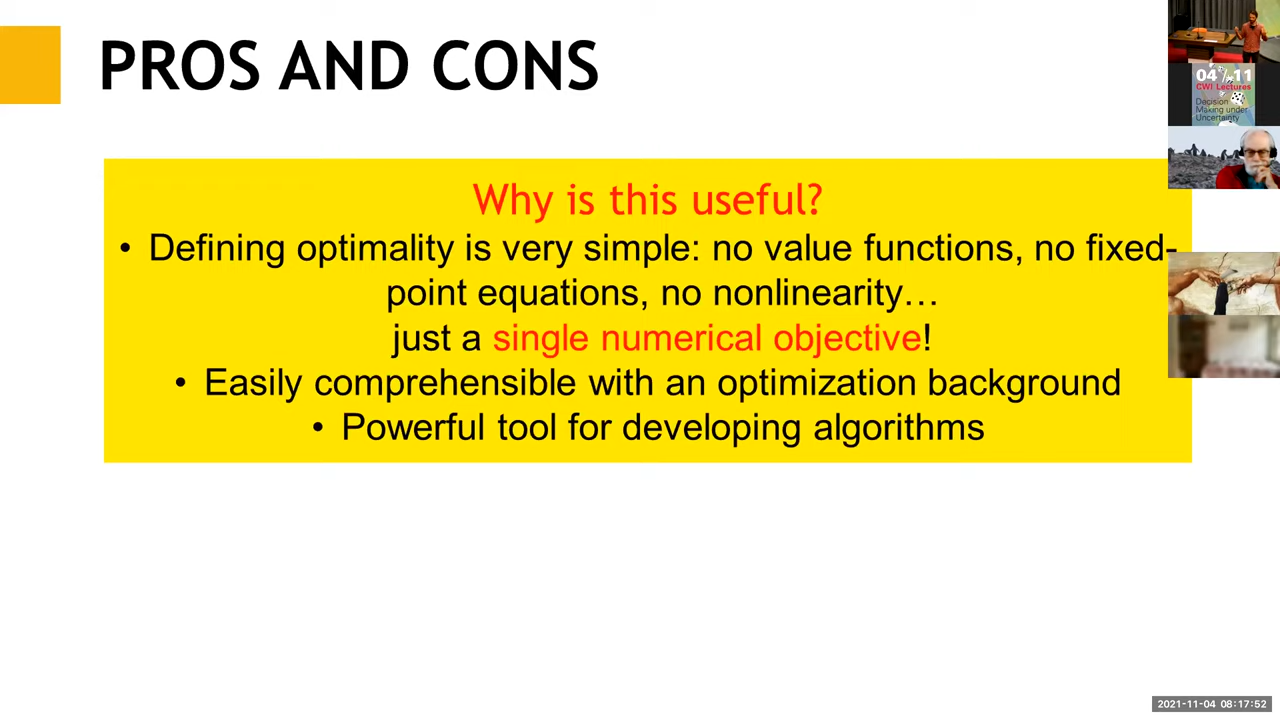 PROS AND CONS
Why is this useful?
• Defining optimality is very simple: no value functions, no fixed-
point equations, no nonlinearity…
just a single numerical objective!
• Easily comprehensible with an optimization background
• Powerful tool for developing algorithms
04/11
CWI Lectures
Decision
Making under
Uncertainty
2021-11-04 08:17:52